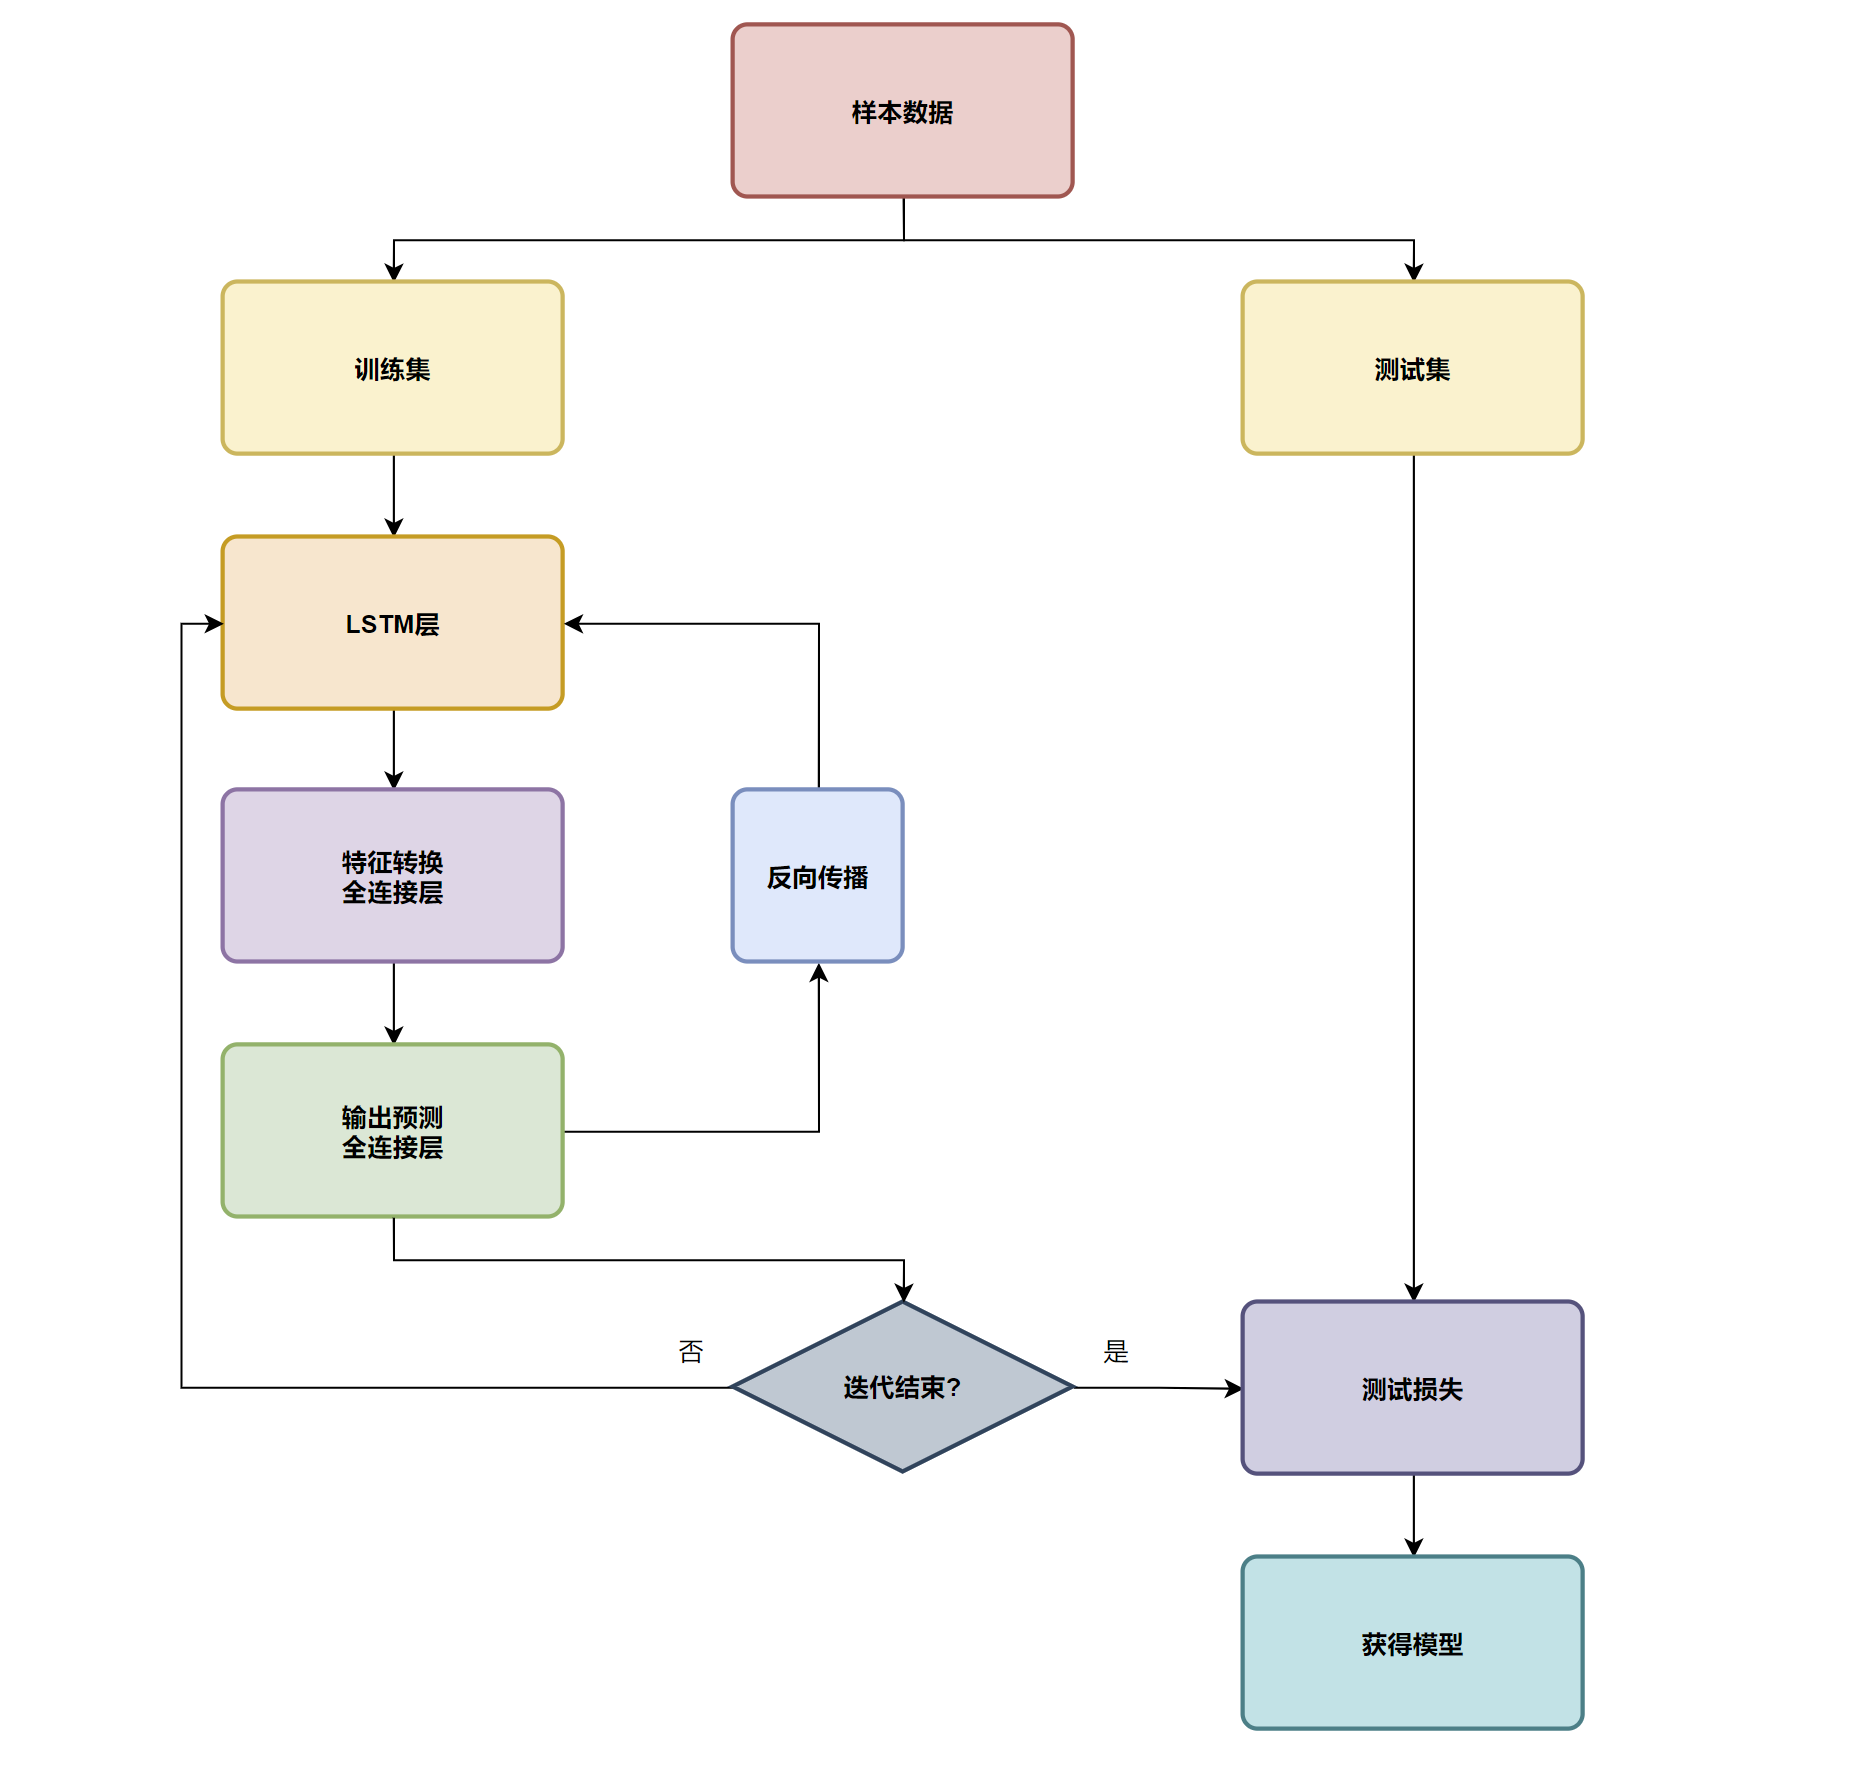 样本数据
训练集
测试集
LSTM层
特征转换
全连接层
反向传播
输出预测
全连接层
否
迭代结束?
是
测试损失
获得模型